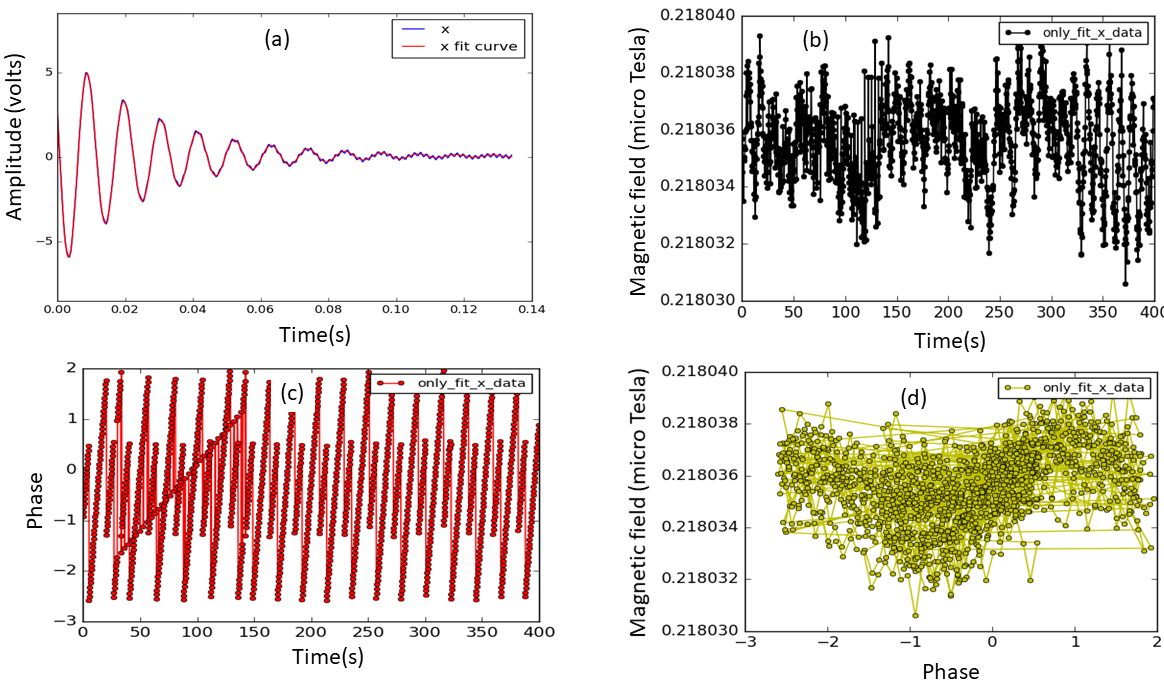 (a)
x
x fit curve
Amplitude (volts)
5
0
−5
0.00 0.02 0.04 0.06 0.08 0.10 0.12 0.14
Time(s)
(b)
only_fit_x_data
Magnetic field (micro Tesla)
0.218040
0.218038
0.218036
0.218034
0.218032
0.218030
0 50 100 150 200 250 300 350 400
Time(s)
(c)
only_fit_x_data
Phase
2
1
0
−1
−2
−3
0 50 100 150 200 250 300 350 400
Time(s)
(d)
only_fit_x_data
Magnetic field (micro Tesla)
0.218040
0.218038
0.218036
0.218034
0.218032
0.218030
−3 −2 −1 0 1 2
Phase